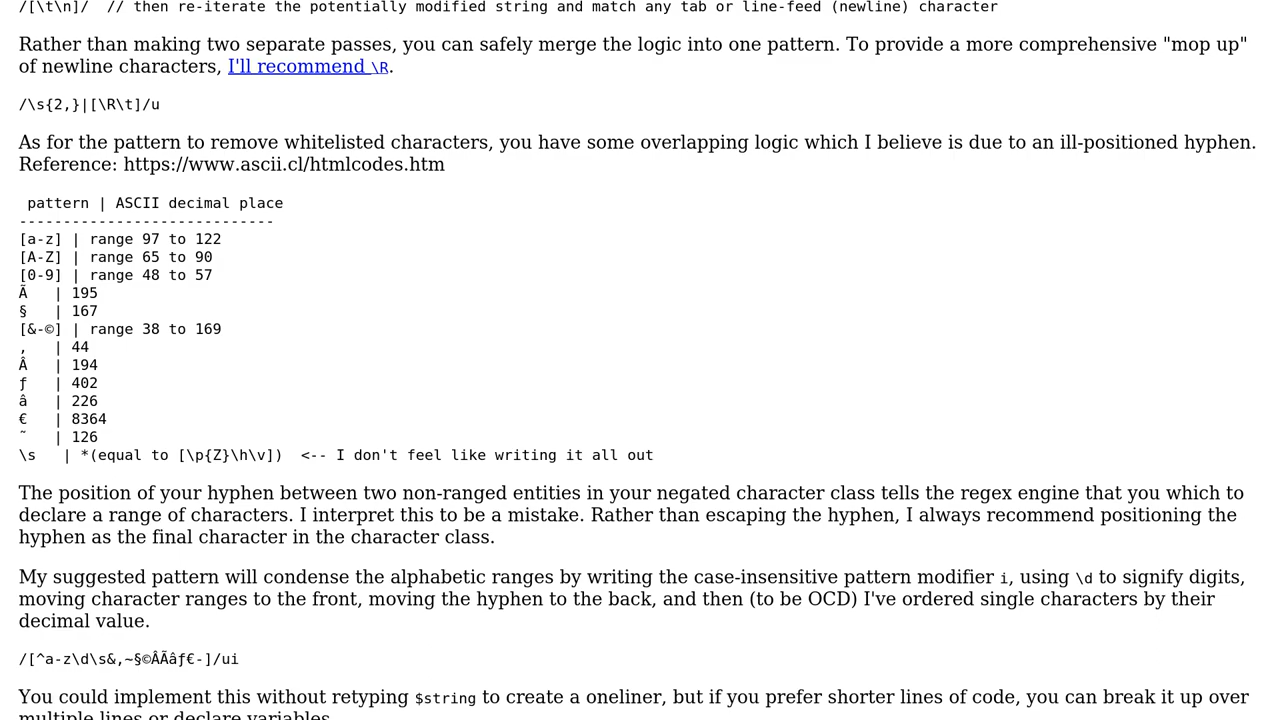 /[\t\n]/  // then re-iterate the potentially modified string and match any tab or line-feed (newline) character
Rather than making two separate passes, you can safely merge the logic into one pattern. To provide a more comprehensive "mop up"
of newline characters, I'll recommend \R.
/\s{2,}|[\R\t]/u
As for the pattern to remove whitelisted characters, you have some overlapping logic which I believe is due to an ill-positioned hyphen.
Reference: https://www.ascii.cl/htmlcodes.htm
 pattern | ASCII decimal place
-----------------------------
[a-z] | range 97 to 122
[A-Z] | range 65 to 90
[0-9] | range 48 to 57
Ã   | 195
§   | 167
[&-©] | range 38 to 169
,   | 44
Â   | 194
ƒ   | 402
â   | 226
€   | 8364
˜   | 126
\s   | *(equal to [\p{Z}\h\v])  <-- I don't feel like writing it all out
The position of your hyphen between two non-ranged entities in your negated character class tells the regex engine that you which to
declare a range of characters. I interpret this to be a mistake. Rather than escaping the hyphen, I always recommend positioning the
hyphen as the final character in the character class.
My suggested pattern will condense the alphabetic ranges by writing the case-insensitive pattern modifier i, using \d to signify digits,
moving character ranges to the front, moving the hyphen to the back, and then (to be OCD) I've ordered single characters by their
decimal value.
/[^a-z\d\s&,~§©ÂÃâƒ€-]/ui
You could implement this without retyping $string to create a oneliner, but if you prefer shorter lines of code, you can break it up over
multiple lines or declare variables.